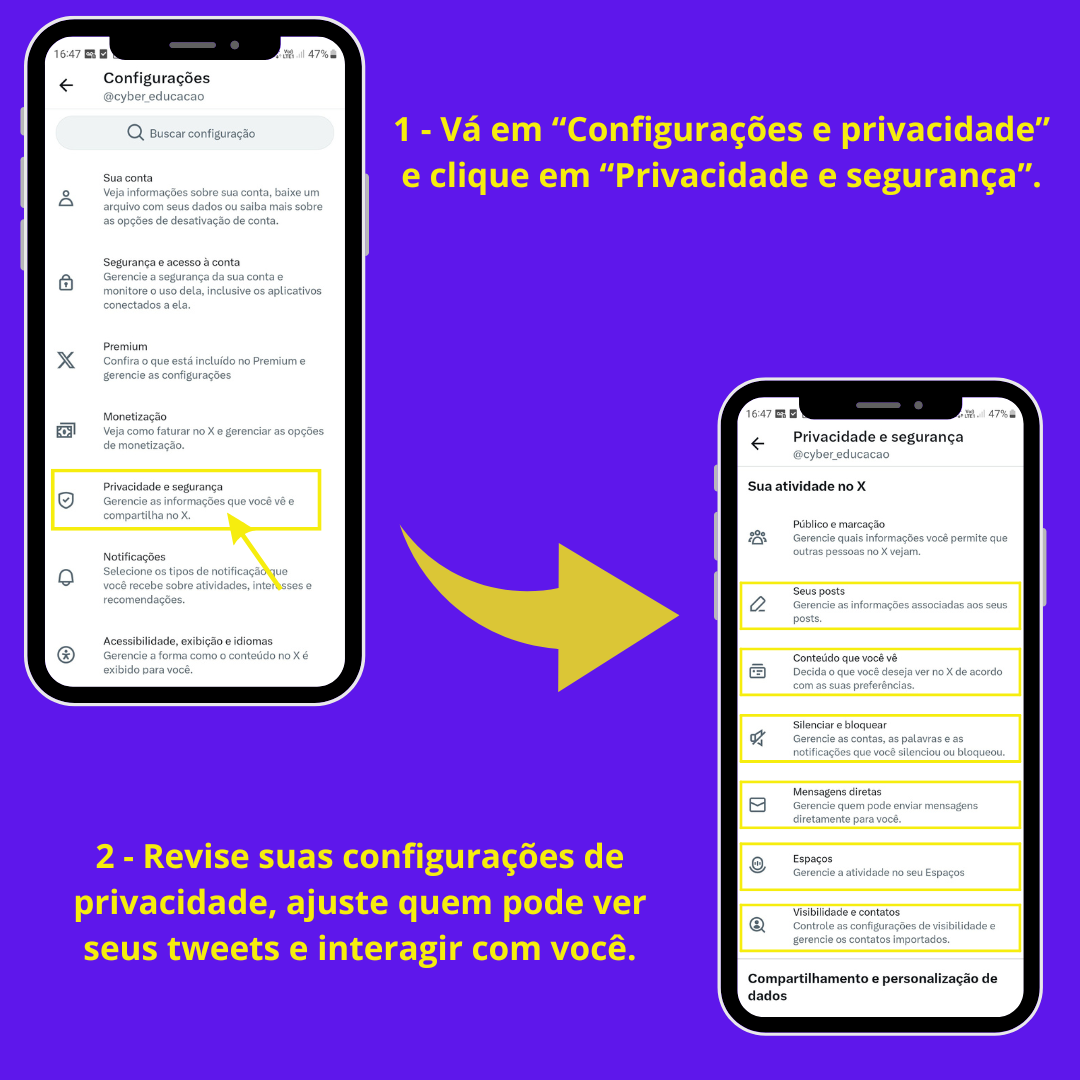 16:47
47%
Configurações
@cyber_educacao
Buscar configuração
Sua conta
Veja informações sobre sua conta, baixe um
arquivo com seus dados ou saiba mais sobre
as opções de desativação de conta.
Segurança e acesso à conta
Gerencie a segurança da sua conta e
monitore o uso dela, inclusive os aplicativos
conectados a ela.
Premium
Confira o que está incluído no Premium e
gerencie as configurações
Monetização
Veja como faturar no X e gerenciar as opções
de monetização.
Privacidade e segurança
Gerencie as informações que você vê e
compartilha no X.
Notificações
Selecione os tipos de notificação que
você recebe sobre atividades, interesses e
recomendações.
Acessibilidade, exibição e idiomas
Gerencie a forma como o conteúdo no X é
exibido para você.
1 - Vá em “Configurações e privacidade”
e clique em “Privacidade e segurança”.
16:47
47%
Privacidade e segurança
@cyber_educacao
Sua atividade no X
Público e marcação
Gerencie quais informações você permite que
outras pessoas no X vejam.
Seus posts
Gerencie as informações associadas aos seus
posts.
Conteúdo que você vê
Decida o que você deseja ver no X de acordo
com as suas preferências.
Silenciar e bloquear
Gerencie as contas, as palavras e as
notificações que você silenciou ou bloqueou.
Mensagens diretas
Gerencie quem pode enviar mensagens
diretamente para você.
Espaços
Gerencie a atividade no seu Espaços
Visibilidade e contatos
Controle as configurações de visibilidade e
gerencie os contatos importados.
Compartilhamento e personalização de
dados
2 - Revise suas configurações de
privacidade, ajuste quem pode ver
seus tweets e interagir com você.